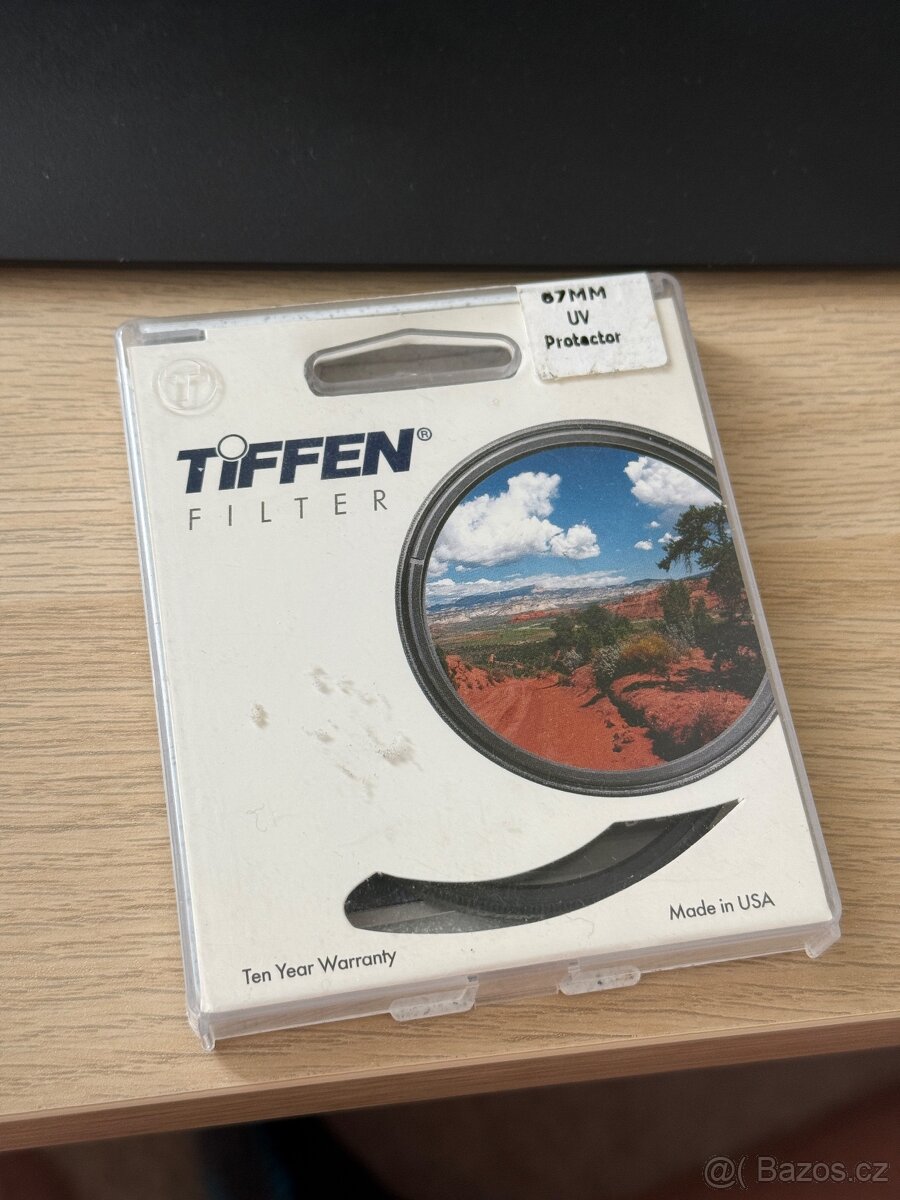 67MM
UV
Protector
TiFFEN®
FILTER
Made in USA
Ten Year Warranty
@( Bazos.cz